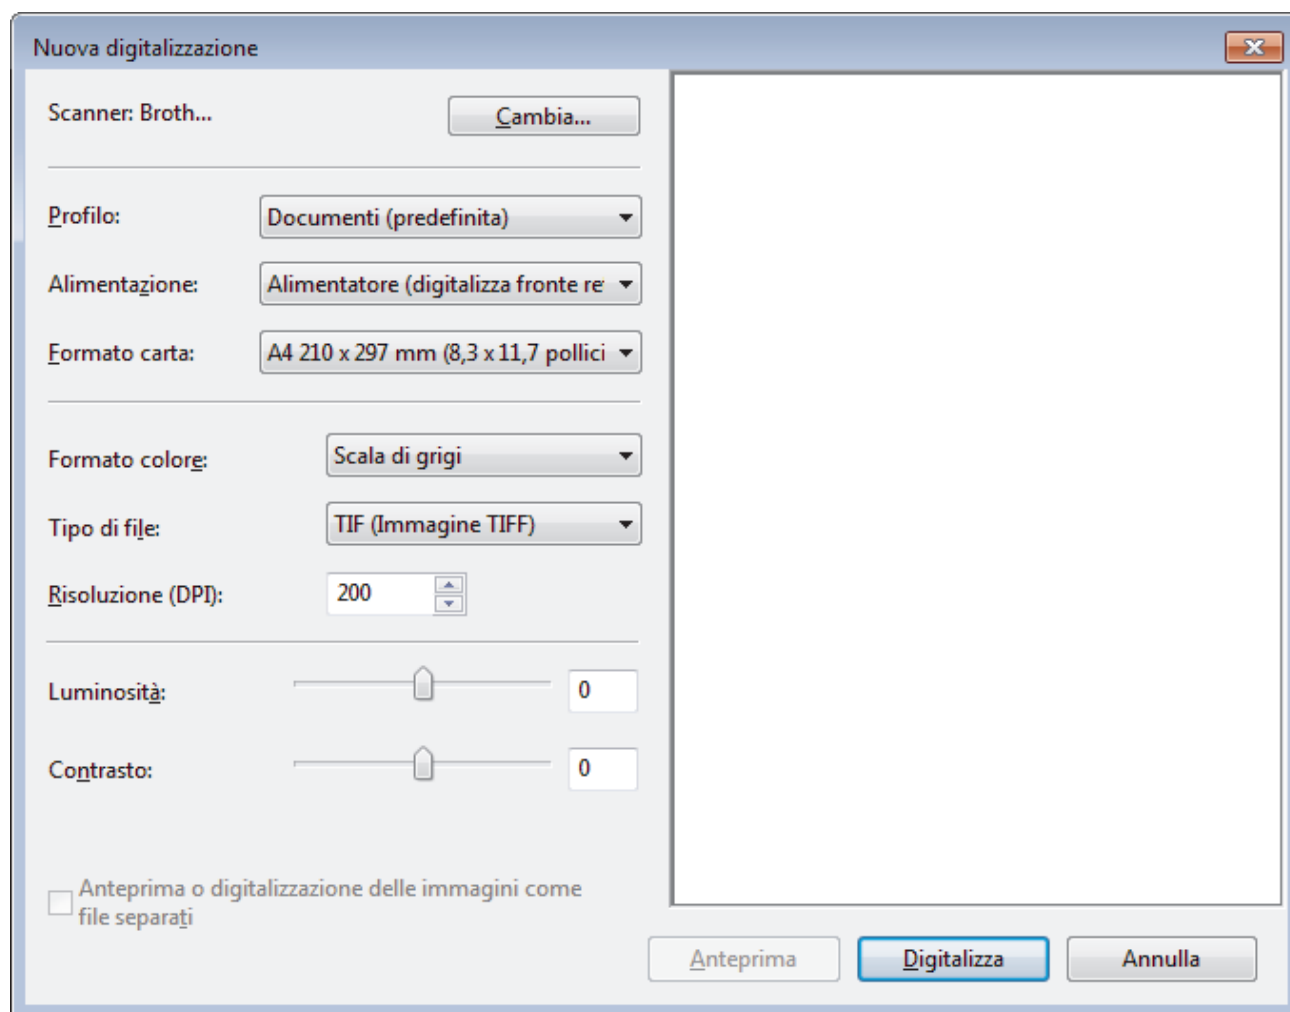 Nuova digitalizzazione
Scanner: Broth...
Cambia...
Profilo:
Documenti (predefinita)
Alimentazione:
Alimentatore (digitalizza fronte re
Formato carta:
A4 210 x 297 mm (8,3 x 11,7 pollici
Formato colore:
Scala di grigi
Tipo di file:
TIF (Immagine TIFF)
Risoluzione (DPI):
200
Luminosità:
0
Contrasto:
0
Anteprima o digitalizzazione delle immagini come
file separati
Anteprima
Digitalizza
Annulla